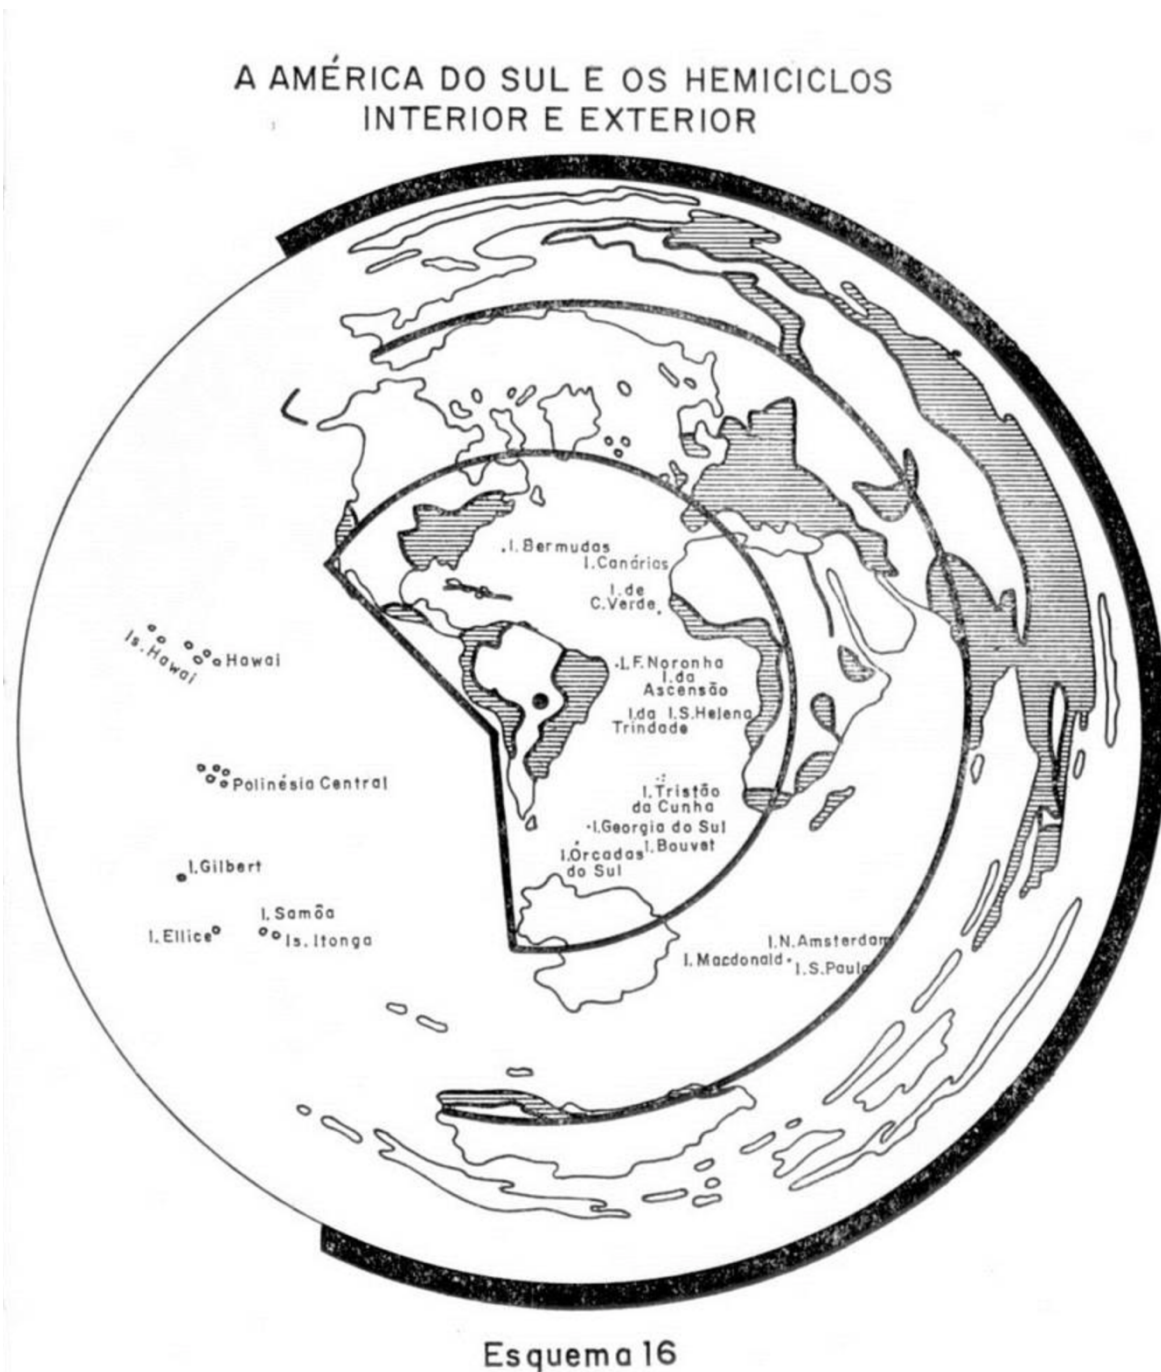 A AMÉRICA DO SUL E OS HEMICICLOS
INTERIOR E EXTERIOR
I. Bermudas
I. Canárias
I. de
C. Verde
Is. Hawai
Hawai
I. F. Noronha
I. da
Ascensão
I. da
Trindade
I. S. Helena
Polinésia Central
I. Tristão
da Cunha
I. Georgia do Sul
I. Bouvet
I. Órcadas
do Sul
I. Gilbert
I. Samôa
I. Ellice
Is. Itonga
I. N. Amsterdam
I. Macdonald
I. S. Paulo
Esquema 16